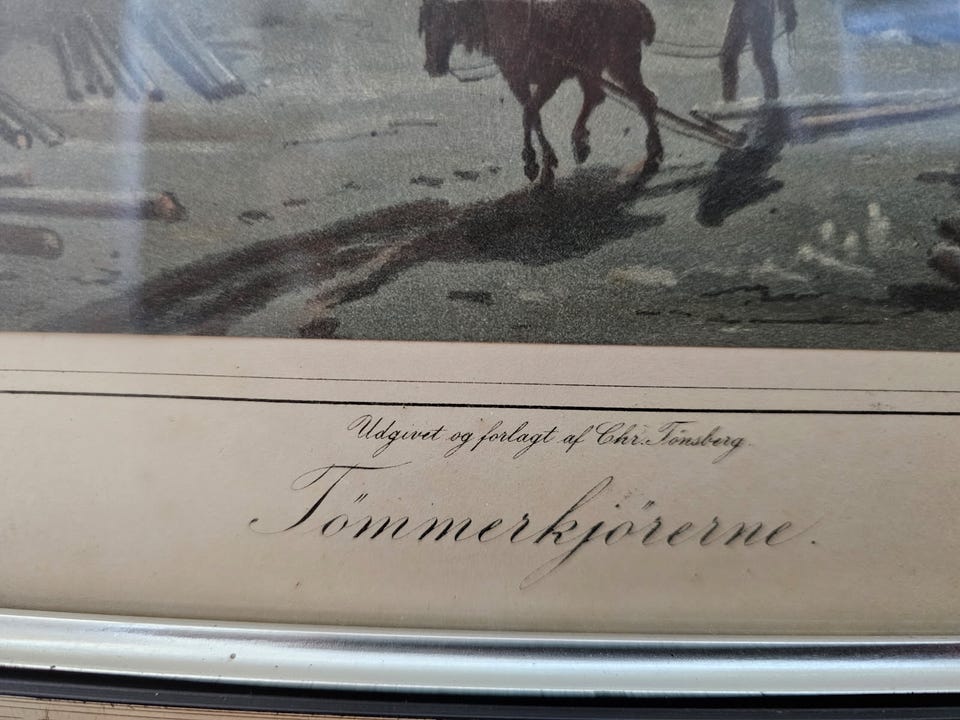 Udgivet og forlagt af Chr. Tönsberg.
Tömmerkjörerne.